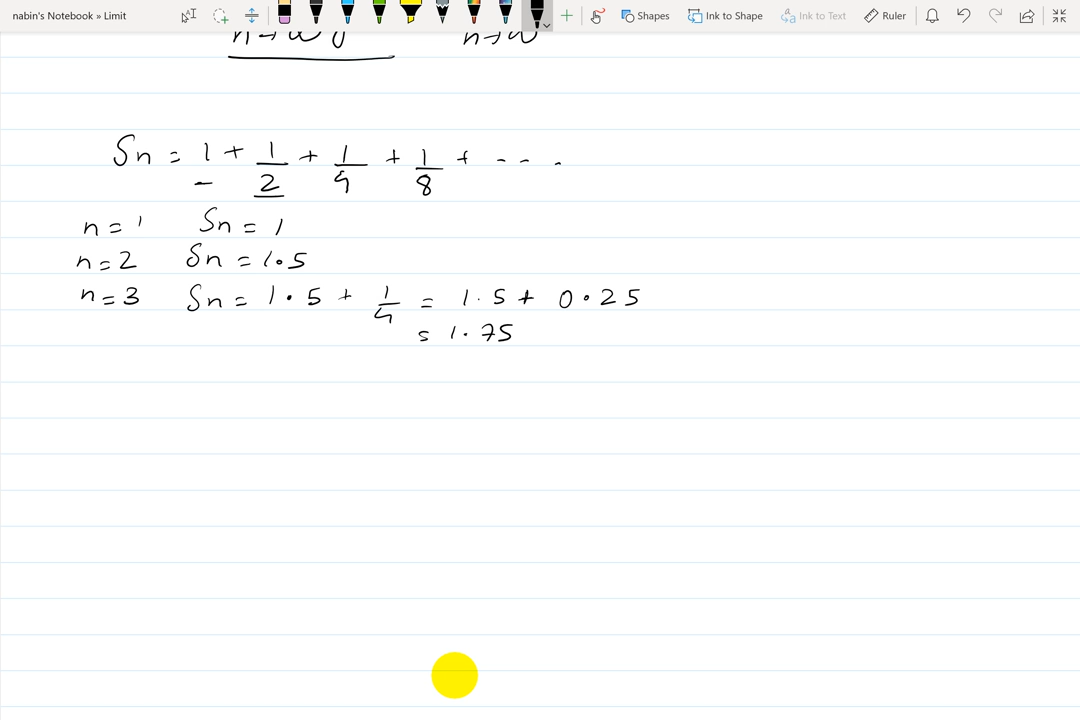 nabin's Notebook » Limit Shapes Ink to Shape Ink to Text Ruler
n→∞ n→∞
Sn = 1 + 1/2 + 1/4 + 1/8 + - - - .
n = 1 Sn = 1
n = 2 Sn = 1.5
n = 3 Sn = 1.5 + 1/4 = 1.5 + 0.25
= 1.75